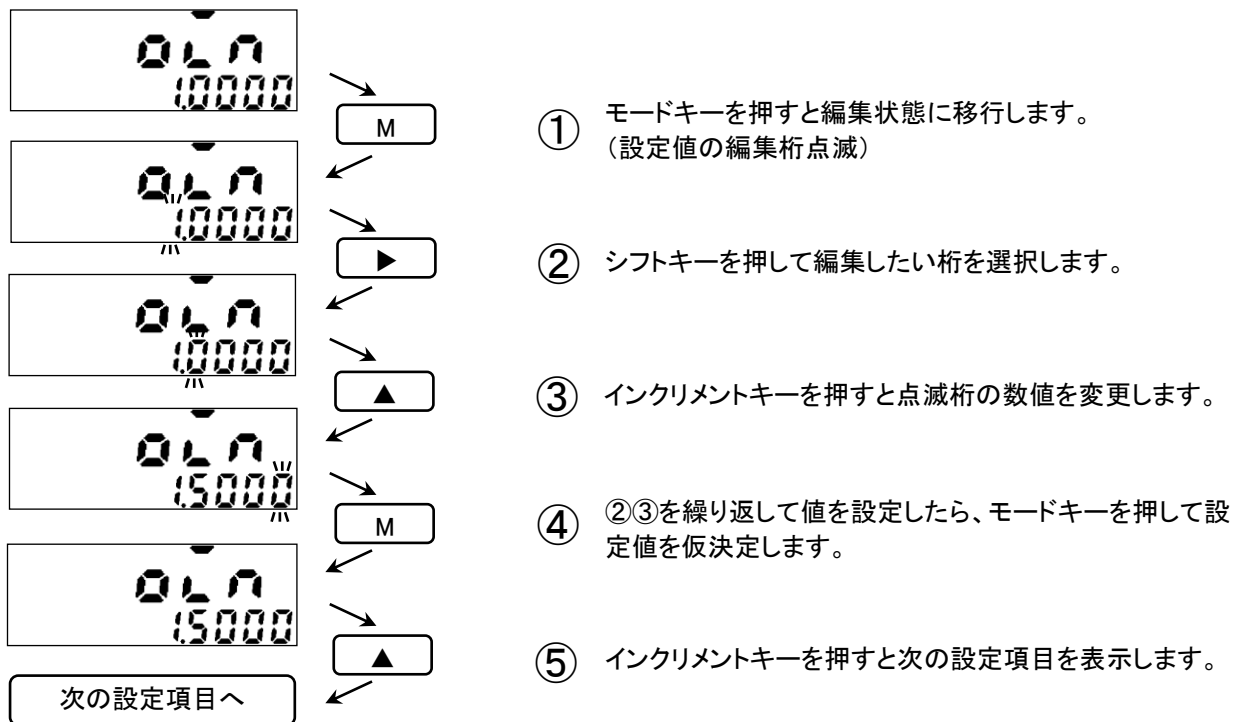 oLn
1.0000
M
① モードキーを押すと編集状態に移行します。
(設定値の編集桁点滅)
oLn
1.0000
▶
② シフトキーを押して編集したい桁を選択します。
oLn
1.0000
▲
③ インクリメントキーを押すと点滅桁の数値を変更します。
oLn
1.5000
M
④ ②③を繰り返して値を設定したら、モードキーを押して設
定値を仮決定します。
oLn
1.5000
▲
⑤ インクリメントキーを押すと次の設定項目を表示します。
次の設定項目へ